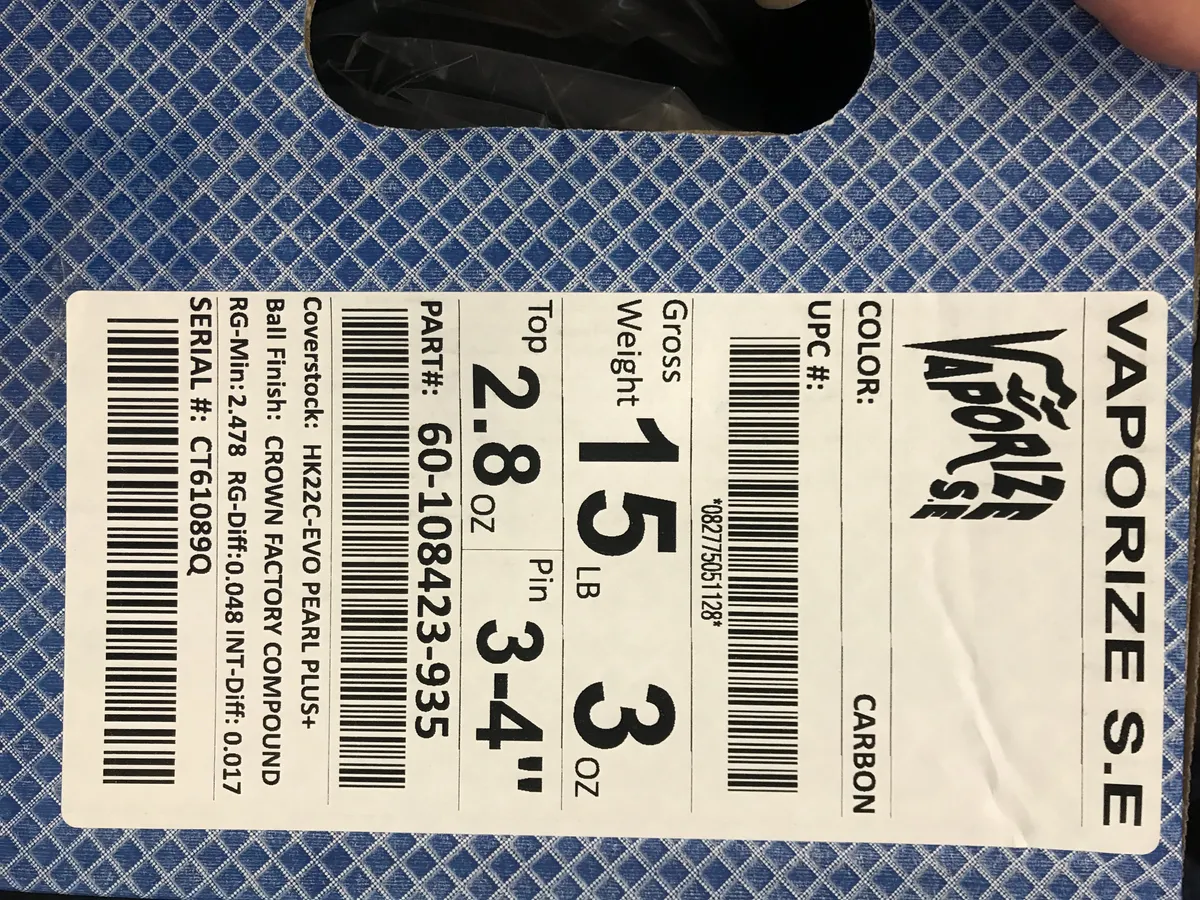 VAPORIZE S.E
VAPORIZE
S.E
COLOR: CARBON
UPC #:
*082775051128*
Gross Weight 15 LB 3 OZ
Top 2.8 OZ Pin 3-4"
PART#: 60-108423-935
Coverstock: HK22C-EVO PEARL PLUS+
Ball Finish: CROWN FACTORY COMPOUND
RG-Min: 2.478 RG-Diff:0.048 INT-Diff: 0.017
SERIAL #: CT61089Q